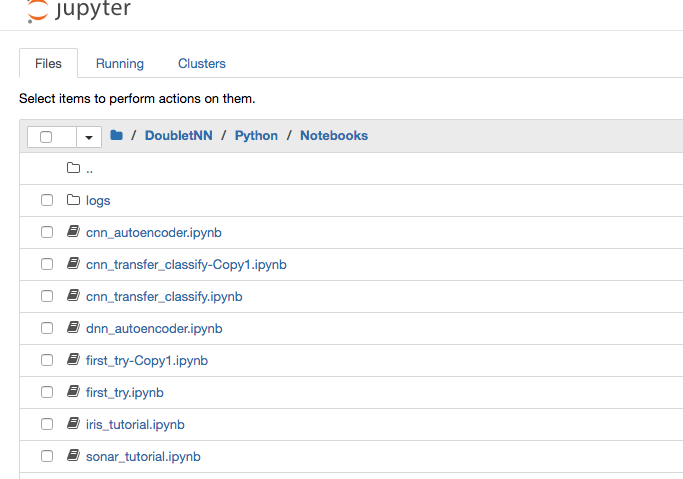 jupyter
Files Running Clusters
Select items to perform actions on them.
/ DoubletNN / Python / Notebooks
..
logs
cnn_autoencoder.ipynb
cnn_transfer_classify-Copy1.ipynb
cnn_transfer_classify.ipynb
dnn_autoencoder.ipynb
first_try-Copy1.ipynb
first_try.ipynb
iris_tutorial.ipynb
sonar_tutorial.ipynb